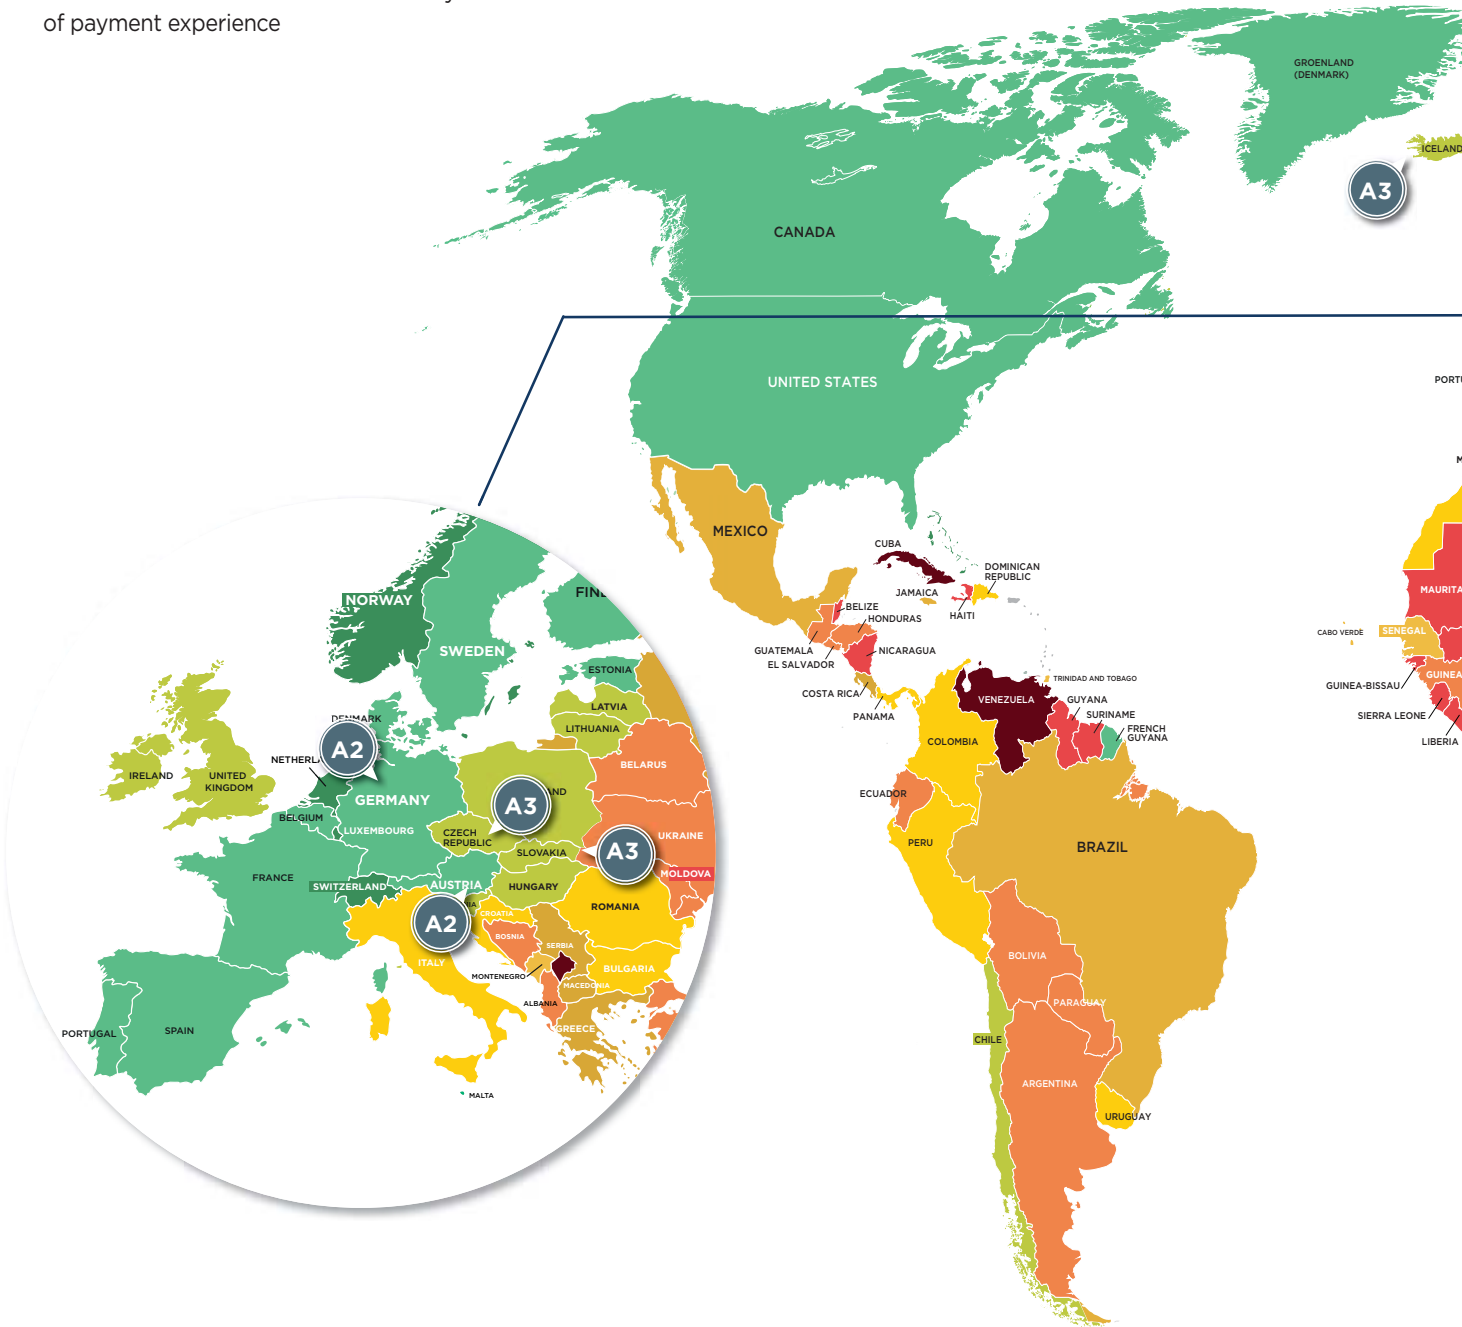 of payment experience
GROENLAND
(DENMARK)
ICELAND
A3
CANADA
UNITED STATES
MEXICO
CUBA
DOMINICAN
REPUBLIC
JAMAICA
HAITI
BELIZE
HONDURAS
GUATEMALA
EL SALVADOR
NICARAGUA
COSTA RICA
PANAMA
TRINIDAD AND TOBAGO
VENEZUELA
GUYANA
SURINAME
FRENCH
GUYANA
COLOMBIA
ECUADOR
PERU
BRAZIL
BOLIVIA
PARAGUAY
CHILE
ARGENTINA
URUGUAY
PORTU
M
MAURITA
CABO VERDE
SENEGAL
GUINEA
GUINEA-BISSAU
SIERRA LEONE
LIBERIA
NORWAY
FINL
SWEDEN
ESTONIA
LATVIA
LITHUANIA
DENMARK
A2
NETHERLA
IRELAND
UNITED
KINGDOM
BELARUS
GERMANY
A3
AND
BELGIUM
LUXEMBOURG
CZECH
REPUBLIC
UKRAINE
SLOVAKIA
A3
MOLDOVA
FRANCE
SWITZERLAND
AUSTRIA
HUNGARY
NIA
A2
CROATIA
ROMANIA
BOSNIA
SERBIA
ITALY
MONTENEGRO
BULGARIA
MACEDONIA
ALBANIA
GREECE
PORTUGAL
SPAIN
MALTA